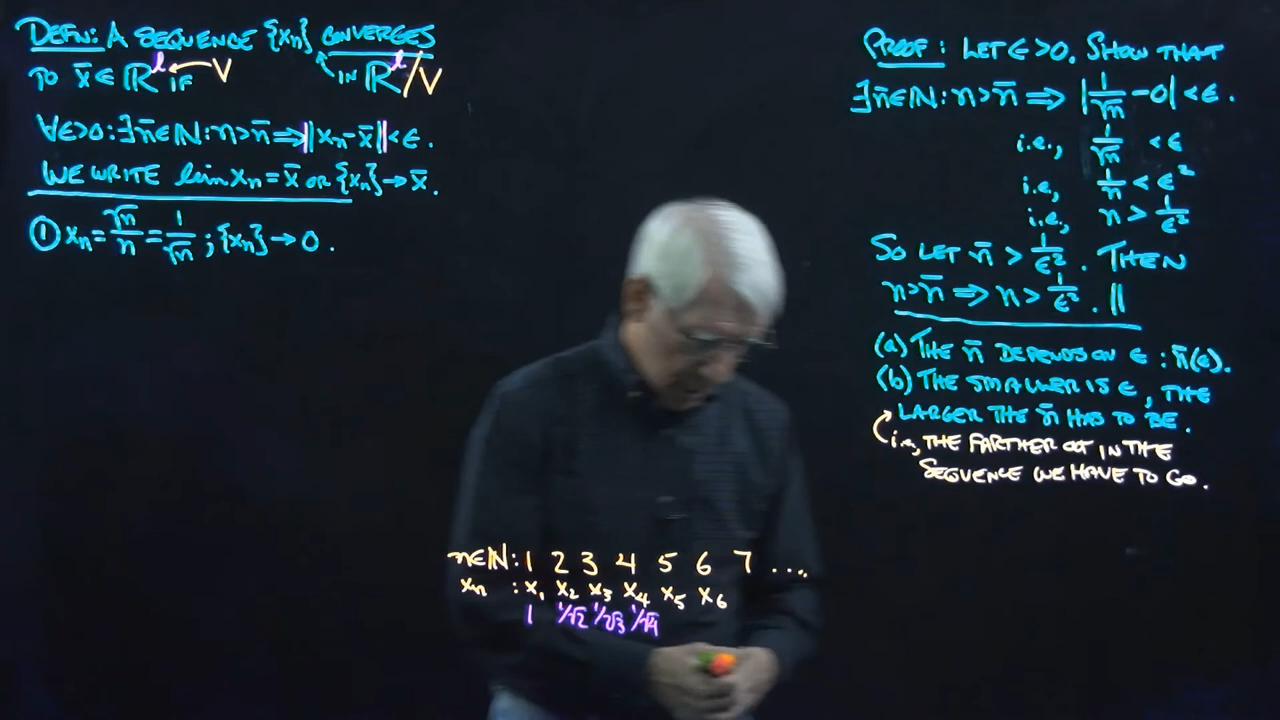 DEFN: A SEQUENCE {xₙ} CONVERGES
TO x̄ ∈ ℝˡ ← V IF IN ℝˡ/V
∀ϵ>0: ∃n̄∈ℕ: n>n̄ ⟹ ||xₙ-x̄|| < ϵ.
WE WRITE lim xₙ = x̄ OR {xₙ} → x̄.
① xₙ = √n/n = 1/√n ; {xₙ} → 0.
PROOF: LET ϵ>0. SHOW THAT
∃n̄∈ℕ: n>n̄ ⟹ |1/√n - 0| < ϵ.
i.e., 1/√n < ϵ
i.e., 1/n < ϵ²
i.e., n > 1/ϵ²
SO LET n̄ > 1/ϵ². THEN
n>n̄ ⟹ n > 1/ϵ². ||
(a) THE n̄ DEPENDS ON ϵ: n̄(ϵ).
(b) THE SMALLER IS ϵ, THE
LARGER THE n̄ HAS TO BE.
i.e, THE FARTHER OUT IN THE
SEQUENCE WE HAVE TO GO.
n∈ℕ: 1 2 3 4 5 6 7 ....
xₙ : x₁ x₂ x₃ x₄ x₅ x₆
1 1/√2 1/√3 1/√4